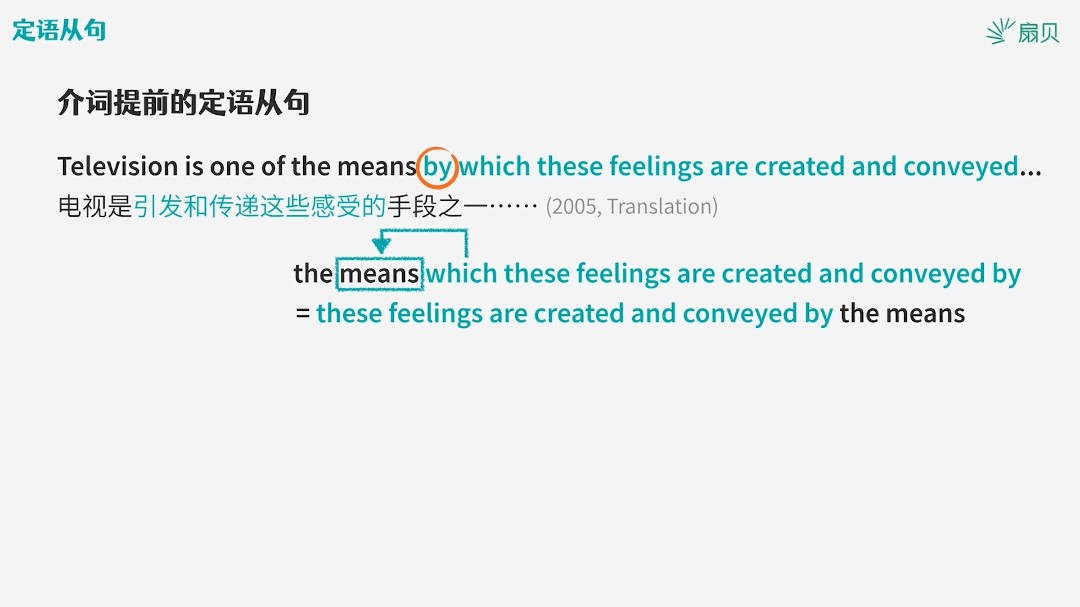 定语从句
扇贝
介词提前的定语从句
Television is one of the means by which these feelings are created and conveyed...
电视是引发和传递这些感受的手段之一…… (2005, Translation)
the means which these feelings are created and conveyed by
= these feelings are created and conveyed by the means